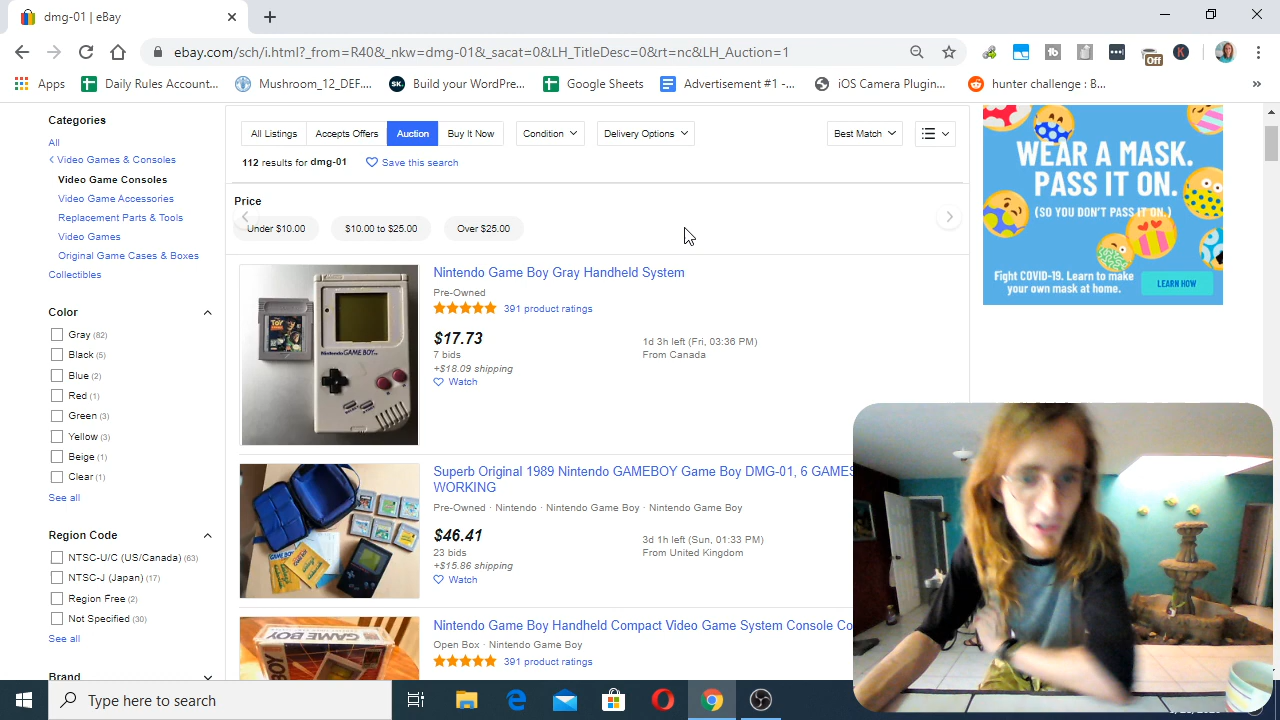 dmg-01 | eBay
ebay.com/sch/i.html?_from=R40&_nkw=dmg-01&_sacat=0&LH_TitleDesc=0&rt=nc&LH_Auction=1
Off
Apps
Daily Rules Account...
Mushroom_12_DEF....
Build your WordPre...
Google Sheets
Advertisement #1 -...
iOS Camera Plugin...
hunter challenge : B...
Categories
All
Video Games & Consoles
Video Game Consoles
Video Game Accessories
Replacement Parts & Tools
Video Games
Original Game Cases & Boxes
Collectibles
Color
Gray (82)
Black (5)
Blue (2)
Red (1)
Green (3)
Yellow (3)
Beige (1)
Clear (1)
See all
Region Code
NTSC-U/C (US/Canada) (63)
NTSC-J (Japan) (17)
Region Free (2)
Not Specified (30)
See all
Brand
All Listings
Accepts Offers
Auction
Buy It Now
Condition
Delivery Options
Best Match
112 results for dmg-01
Save this search
Price
Under $10.0
$10.00 to $25.00
er $25.00
Nintendo Game Boy Gray Handheld System
Pre-Owned
391 product ratings
$17.73
1d 3h left (Fri, 03:36 PM)
7 bids
From Canada
+$18.09 shipping
Watch
Nintendo GAME BOY
Superb Original 1989 Nintendo GAMEBOY Game Boy DMG-01, 6 GAMES
WORKING
Pre-Owned · Nintendo · Nintendo Game Boy · Nintendo Game Boy
$46.41
3d 1h left (Sun, 01:33 PM)
23 bids
From United Kingdom
+$15.86 shipping
Watch
Nintendo Game Boy Handheld Compact Video Game System Console Co
Open Box · Nintendo Game Boy
391 product ratings
WEAR A MASK.
PASS IT ON.
(SO YOU DON'T PASS IT ON.)
Fight COVID-19. Learn to make
your own mask at home.
LEARN HOW
Type here to search